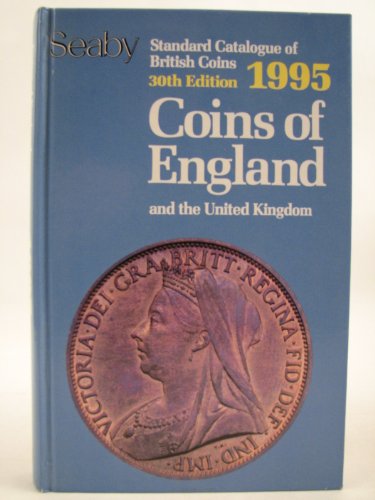 Seaby
Standard Catalogue of
British Coins
30th Edition 1995
Coins of
England
and the United Kingdom
VICTORIA·DEI·GRA·BRITT·REGINA·FID·DEF·IND·IMP·